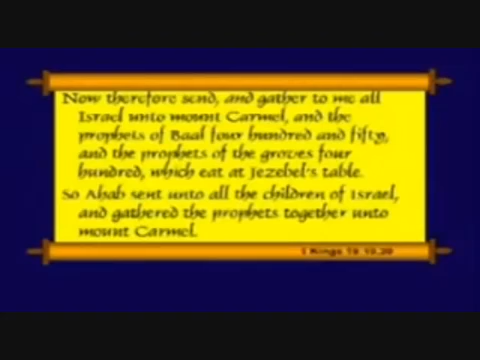 Now therefore send, and gather to me all
Israel unto mount Carmel, and the
prophets of Baal four hundred and fifty,
and the prophets of the groves four
hundred, which eat at Jezebel's table.
So Ahab sent unto all the children of Israel,
and gathered the prophets together unto
mount Carmel.
1 Kings 18 19,20